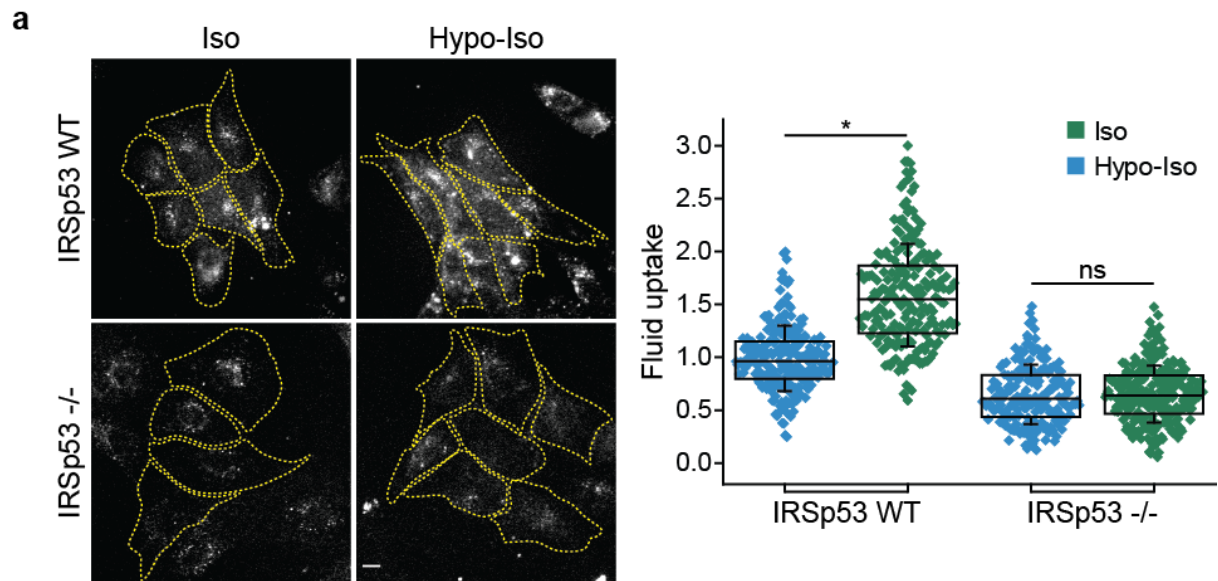 a
Iso
Hypo-Iso
IRSp53 WT
IRSp53 -/-
Fluid uptake
3.0
2.5
2.0
1.5
1.0
0.5
0.0
*
ns
Iso
Hypo-Iso
IRSp53 WT
IRSp53 -/-